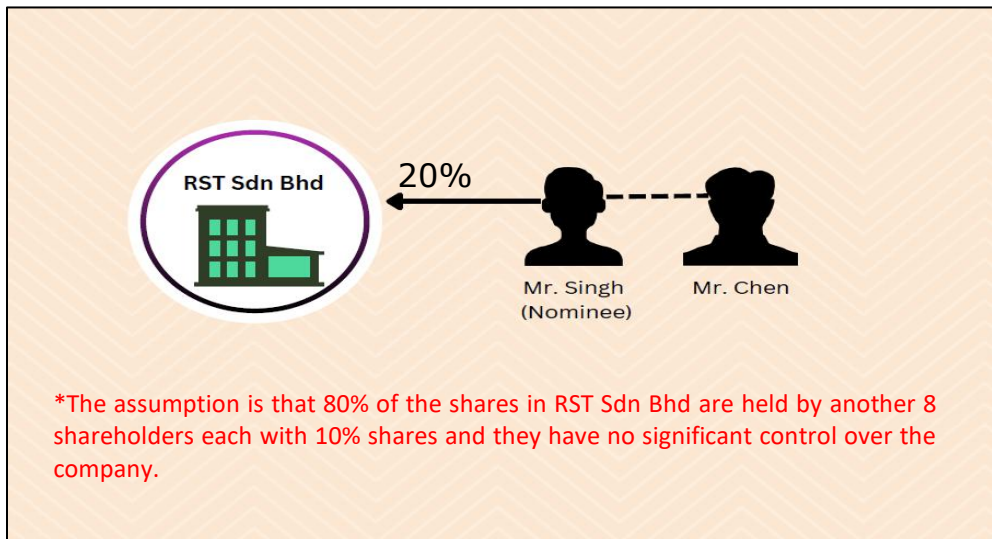 RST Sdn Bhd
20%
Mr. Singh
(Nominee)
Mr. Chen
*The assumption is that 80% of the shares in RST Sdn Bhd are held by another 8
shareholders each with 10% shares and they have no significant control over the
company.